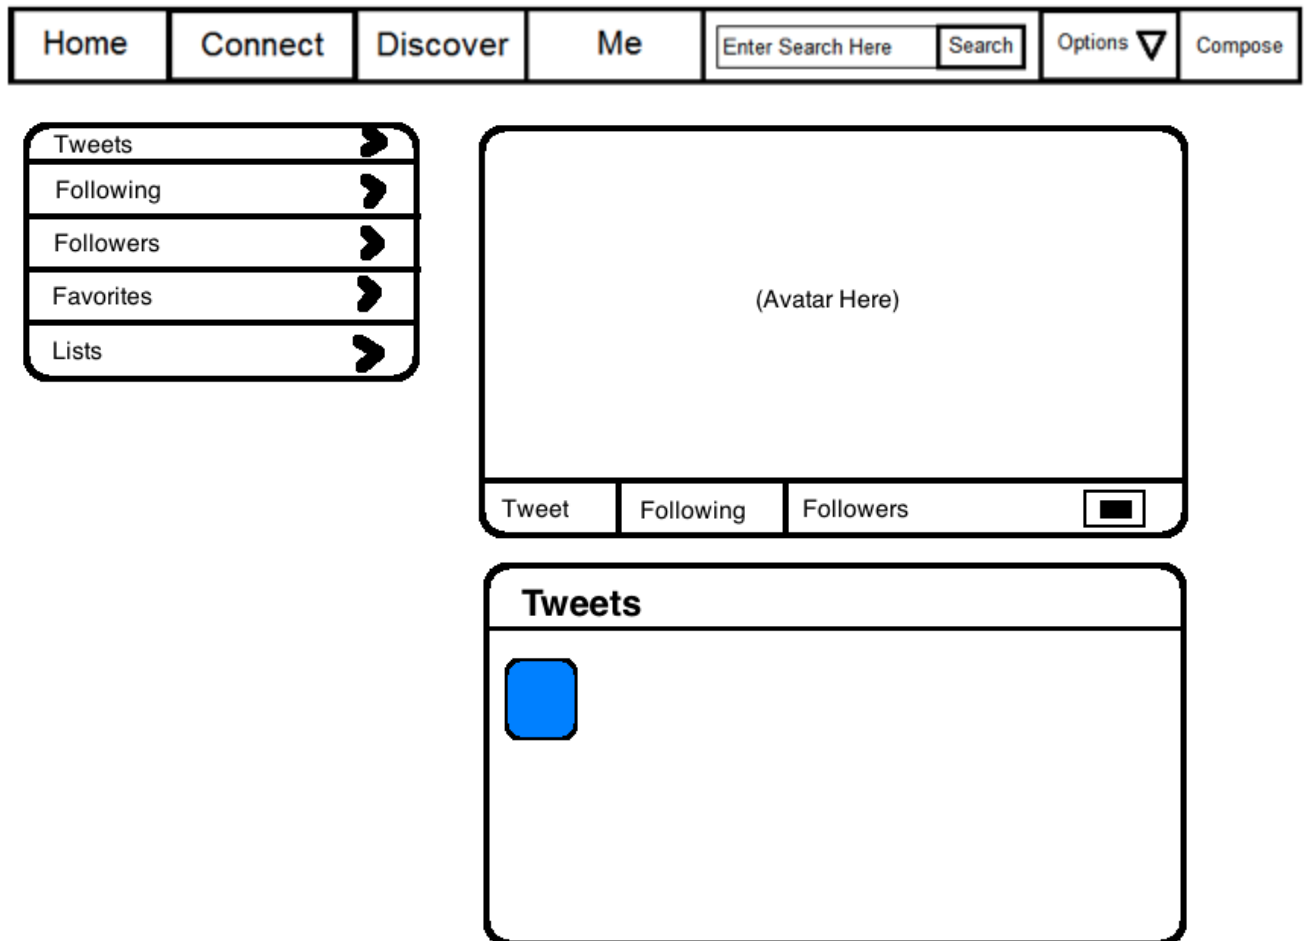 Home Connect Discover Me Enter Search Here Search Options Compose
Tweets
Following
Followers
Favorites
Lists
(Avatar Here)
Tweet Following Followers
Tweets